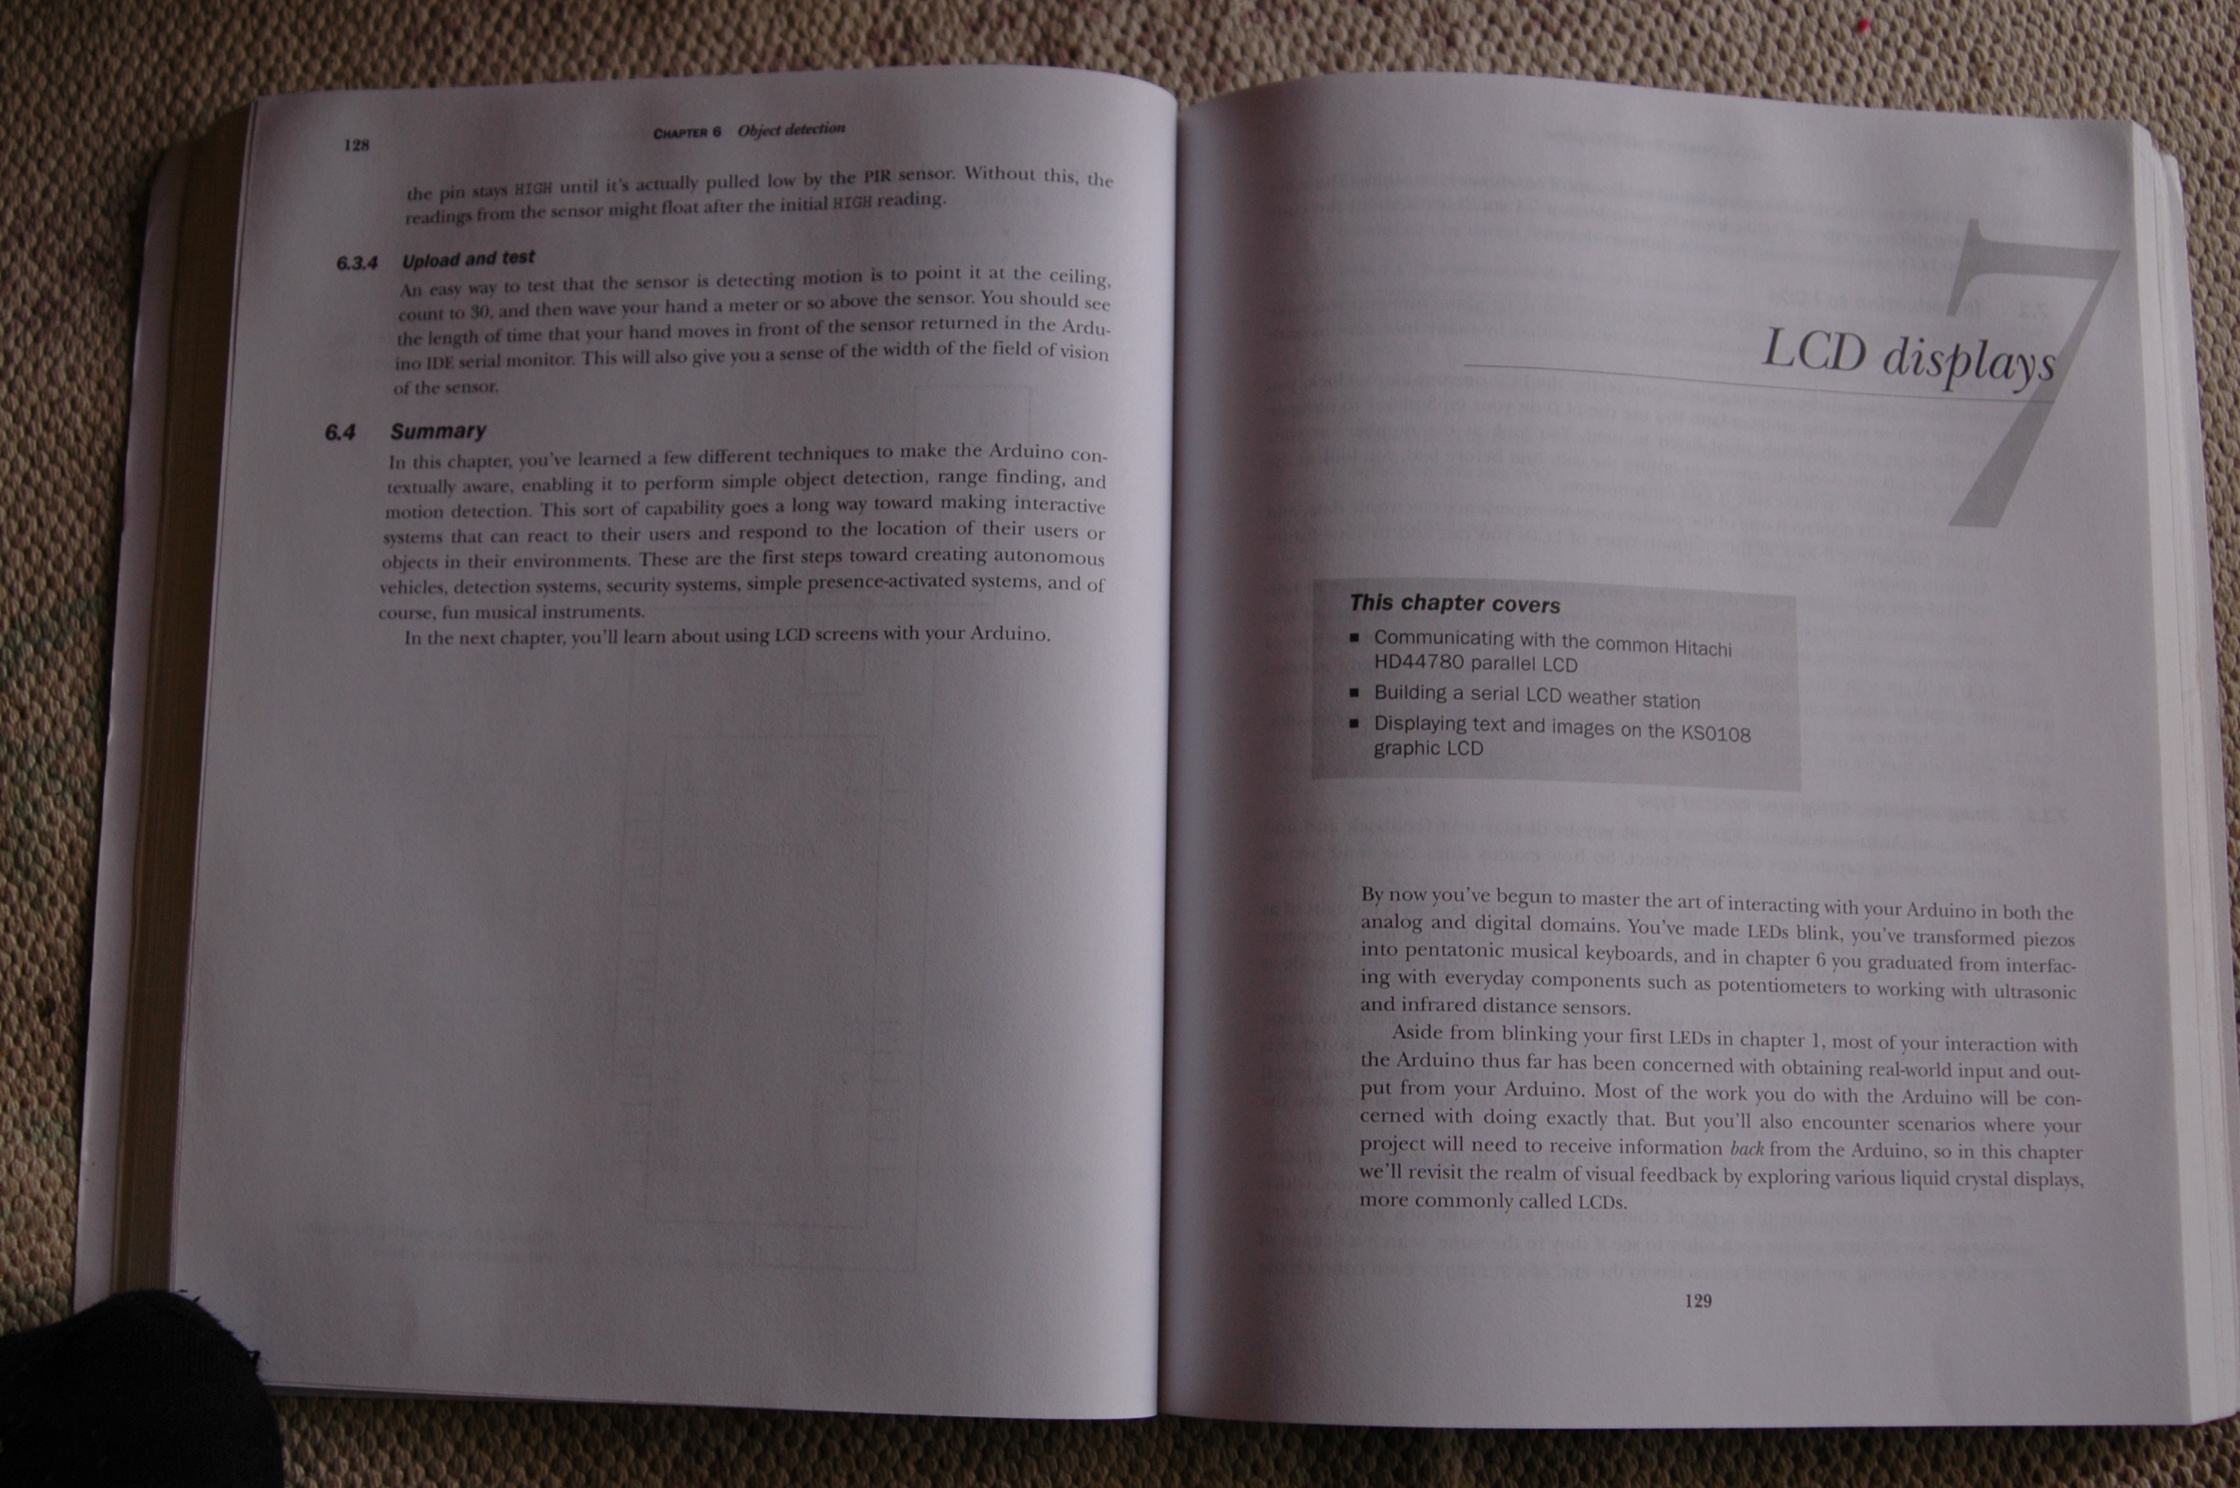 128
CHAPTER 6 Object detection
the pin stays HIGH until it's actually pulled low by the PIR sensor. Without this, the
readings from the sensor might float after the initial HIGH reading.
6.3.4 Upload and test
An easy way to test that the sensor is detecting motion is to point it at the ceiling,
count to 30, and then wave your hand a meter or so above the sensor. You should see
the length of time that your hand moves in front of the sensor returned in the Ardu-
ino IDE serial monitor. This will also give you a sense of the width of the field of vision
of the sensor.
6.4 Summary
In this chapter, you've learned a few different techniques to make the Arduino con-
textually aware, enabling it to perform simple object detection, range finding, and
motion detection. This sort of capability goes a long way toward making interactive
systems that can react to their users and respond to the location of their users or
objects in their environments. These are the first steps toward creating autonomous
vehicles, detection systems, security systems, simple presence-activated systems, and of
course, fun musical instruments.
In the next chapter, you'll learn about using LCD screens with your Arduino.
7
LCD displays
This chapter covers
■ Communicating with the common Hitachi
HD44780 parallel LCD
■ Building a serial LCD weather station
■ Displaying text and images on the KS0108
graphic LCD
By now you've begun to master the art of interacting with your Arduino in both the
analog and digital domains. You've made LEDs blink, you've transformed piezos
into pentatonic musical keyboards, and in chapter 6 you graduated from interfac-
ing with everyday components such as potentiometers to working with ultrasonic
and infrared distance sensors.
Aside from blinking your first LEDs in chapter 1, most of your interaction with
the Arduino thus far has been concerned with obtaining real-world input and out-
put from your Arduino. Most of the work you do with the Arduino will be con-
cerned with doing exactly that. But you'll also encounter scenarios where your
project will need to receive information back from the Arduino, so in this chapter
we'll revisit the realm of visual feedback by exploring various liquid crystal displays,
more commonly called LCDs.
129